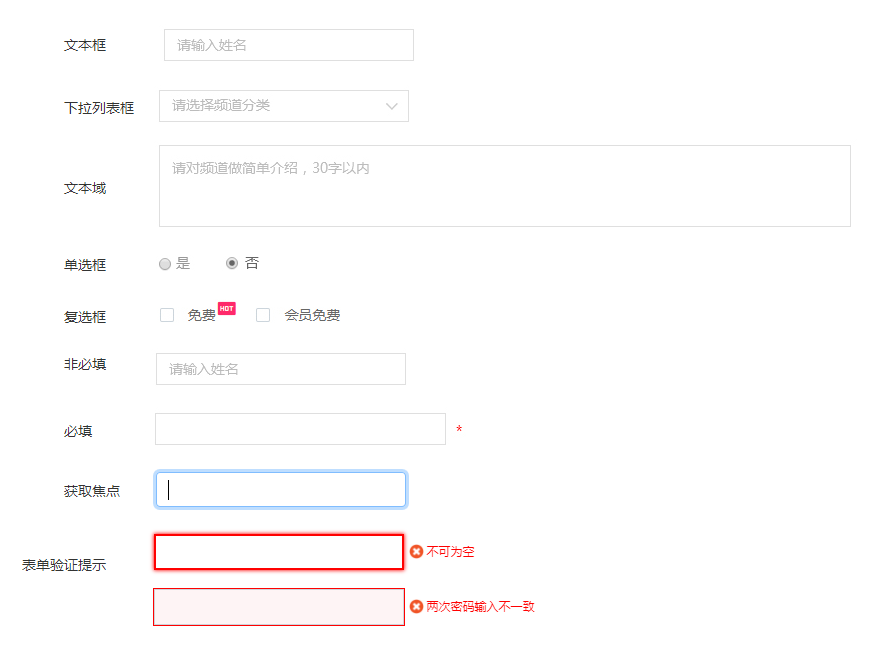 文本框 请输入姓名
下拉列表框 请选择频道分类
请对频道做简单介绍，30字以内
文本域
单选框 是 否
复选框 免费 HOT 会员免费
非必填 请输入姓名
必填 *
获取焦点
不可为空
表单验证提示
两次密码输入不一致